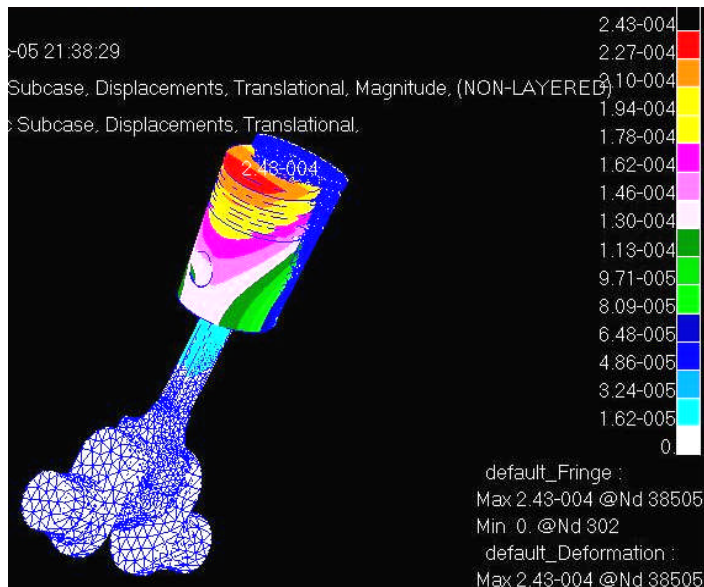 2.43-004
c-05 21:38:29
2.27-004
Subcase, Displacements, Translational, Magnitude, (NON-LAYERED)
2.10-004
1.94-004
c Subcase, Displacements, Translational,
1.78-004
2.43-004
1.62-004
1.46-004
1.30-004
1.13-004
9.71-005
8.09-005
6.48-005
4.86-005
3.24-005
1.62-005
0.
default_Fringe :
Max 2.43-004 @Nd 38505
Min 0. @Nd 302
default_Deformation :
Max 2.43-004 @Nd 38505